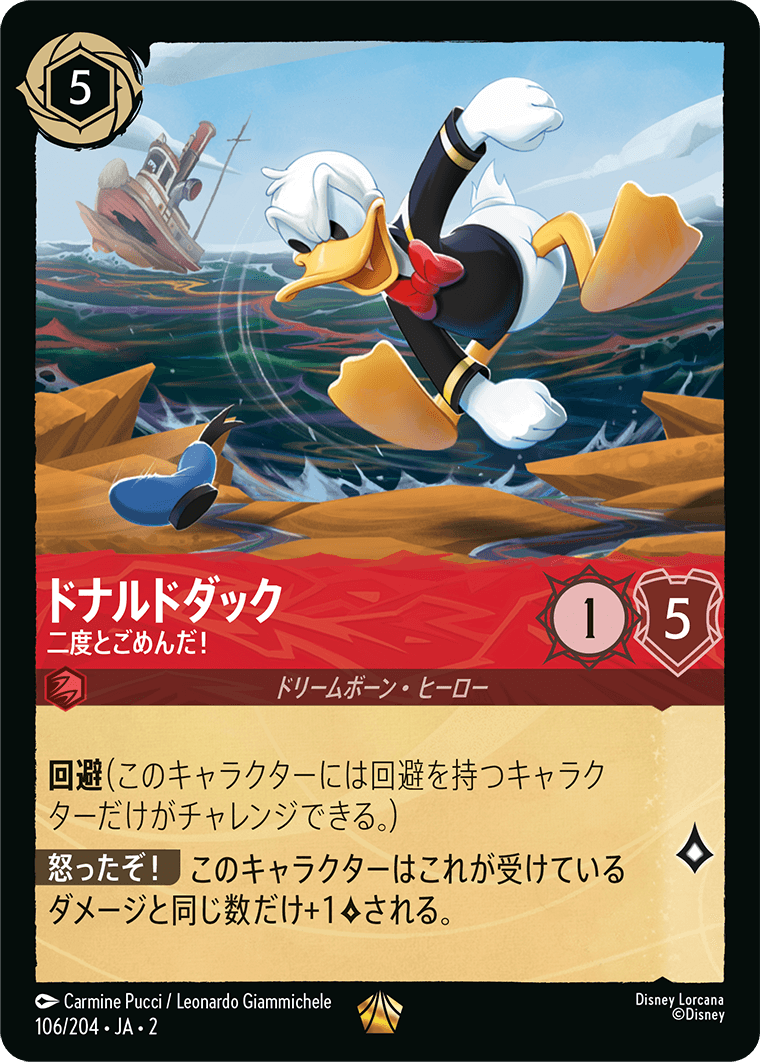 5
ドナルドダック
二度とごめんだ!
1
5
ドリームボーン・ヒーロー
回避(このキャラクターには回避を持つキャラク
ターだけがチャレンジできる。)
怒ったぞ! このキャラクターはこれが受けている
ダメージと同じ数だけ+1される。
Carmine Pucci / Leonardo Giammichele
106/204・JA・2
Disney Lorcana
©Disney